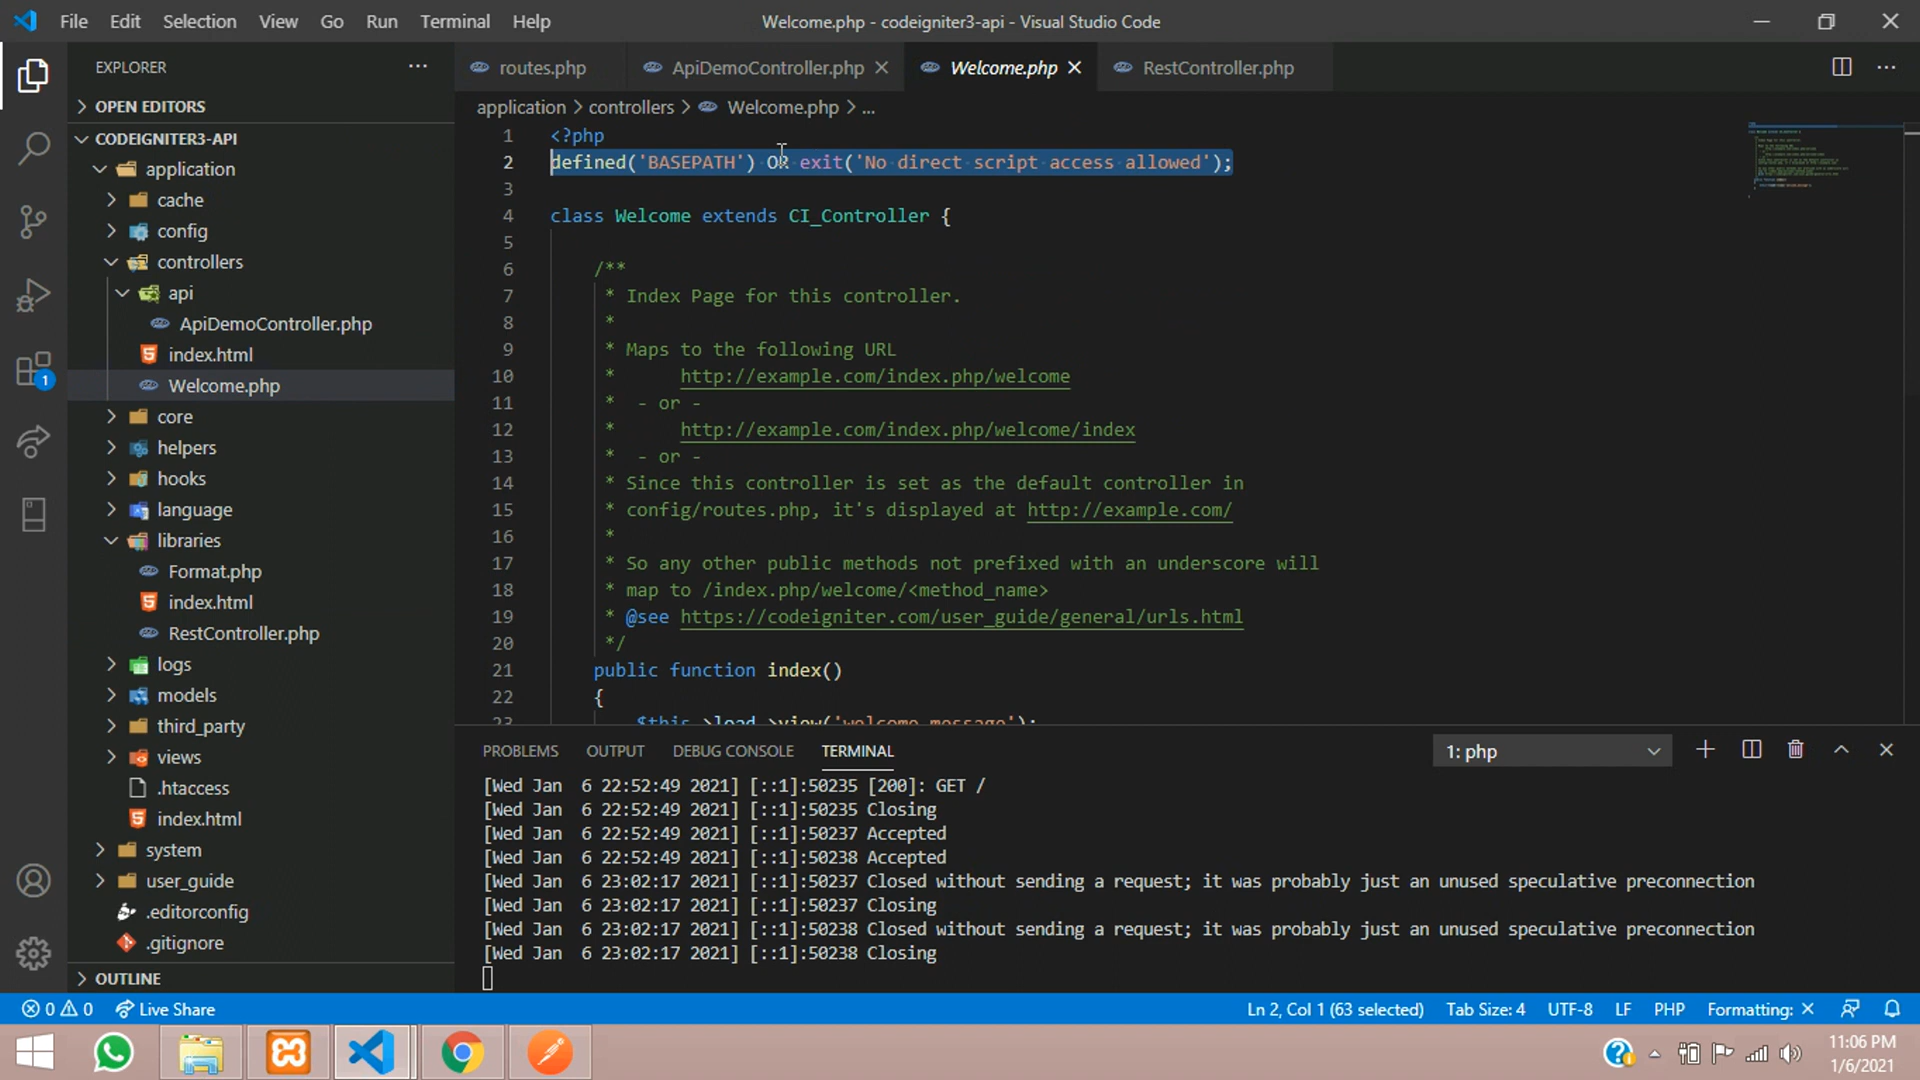 File Edit Selection View Go Run Terminal Help Welcome.php - codeigniter3-api - Visual Studio Code
EXPLORER
OPEN EDITORS
CODEIGNITER3-API
application
cache
config
controllers
api
ApiDemoController.php
index.html
Welcome.php
core
helpers
hooks
language
libraries
Format.php
index.html
RestController.php
logs
models
third_party
views
.htaccess
index.html
system
user_guide
.editorconfig
.gitignore
OUTLINE
1
routes.php ApiDemoController.php Welcome.php RestController.php
application > controllers > Welcome.php > ...
1 <?php
2 defined('BASEPATH') OR exit('No direct script access allowed');
3
4 class Welcome extends CI_Controller {
5
6 /**
7 * Index Page for this controller.
8 *
9 * Maps to the following URL
10 * http://example.com/index.php/welcome
11 * - or -
12 * http://example.com/index.php/welcome/index
13 * - or -
14 * Since this controller is set as the default controller in
15 * config/routes.php, it's displayed at http://example.com/
16 *
17 * So any other public methods not prefixed with an underscore will
18 * map to /index.php/welcome/<method_name>
19 * @see https://codeigniter.com/user_guide/general/urls.html
20 */
21 public function index()
22 {
23 $this->load->view('welcome_message');
PROBLEMS OUTPUT DEBUG CONSOLE TERMINAL 1: php
[Wed Jan  6 22:52:49 2021] [::1]:50235 [200]: GET /
[Wed Jan  6 22:52:49 2021] [::1]:50235 Closing
[Wed Jan  6 22:52:49 2021] [::1]:50237 Accepted
[Wed Jan  6 22:52:49 2021] [::1]:50238 Accepted
[Wed Jan  6 23:02:17 2021] [::1]:50237 Closed without sending a request; it was probably just an unused speculative preconnection
[Wed Jan  6 23:02:17 2021] [::1]:50237 Closing
[Wed Jan  6 23:02:17 2021] [::1]:50238 Closed without sending a request; it was probably just an unused speculative preconnection
[Wed Jan  6 23:02:17 2021] [::1]:50238 Closing
0 0 Live Share Ln 2, Col 1 (63 selected) Tab Size: 4 UTF-8 LF PHP Formatting: ×
11:06 PM
1/6/2021